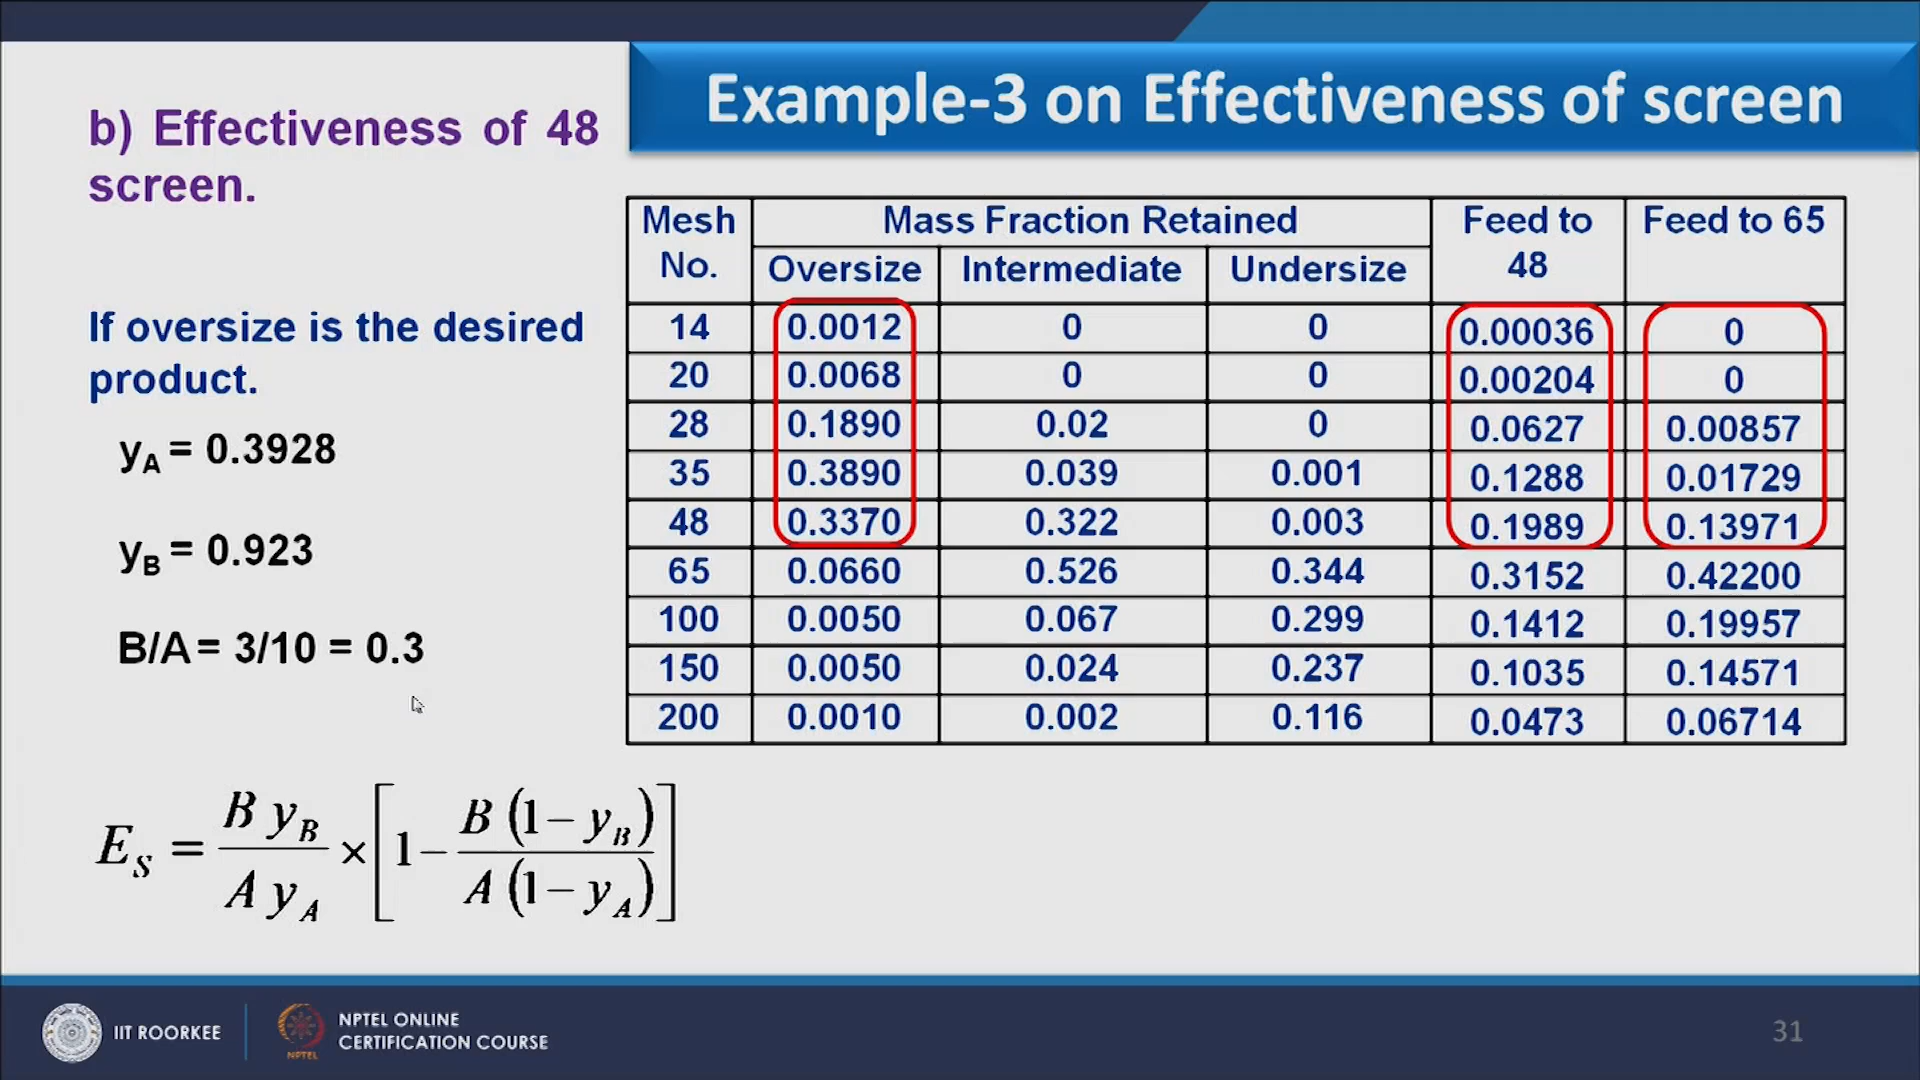 Example-3 on Effectiveness of screen
b) Effectiveness of 48
screen.
If oversize is the desired
product.
yA = 0.3928
yB = 0.923
B/A = 3/10 = 0.3
Mesh No. Mass Fraction Retained Feed to 48 Feed to 65
Oversize Intermediate Undersize
14 0.0012 0 0 0.00036 0
20 0.0068 0 0 0.00204 0
28 0.1890 0.02 0 0.0627 0.00857
35 0.3890 0.039 0.001 0.1288 0.01729
48 0.3370 0.322 0.003 0.1989 0.13971
65 0.0660 0.526 0.344 0.3152 0.42200
100 0.0050 0.067 0.299 0.1412 0.19957
150 0.0050 0.024 0.237 0.1035 0.14571
200 0.0010 0.002 0.116 0.0473 0.06714
ES = B yB / A yA × [1 − B (1 − yB) / A (1 − yA)]
IIT ROORKEE
NPTEL
NPTEL ONLINE
CERTIFICATION COURSE
31